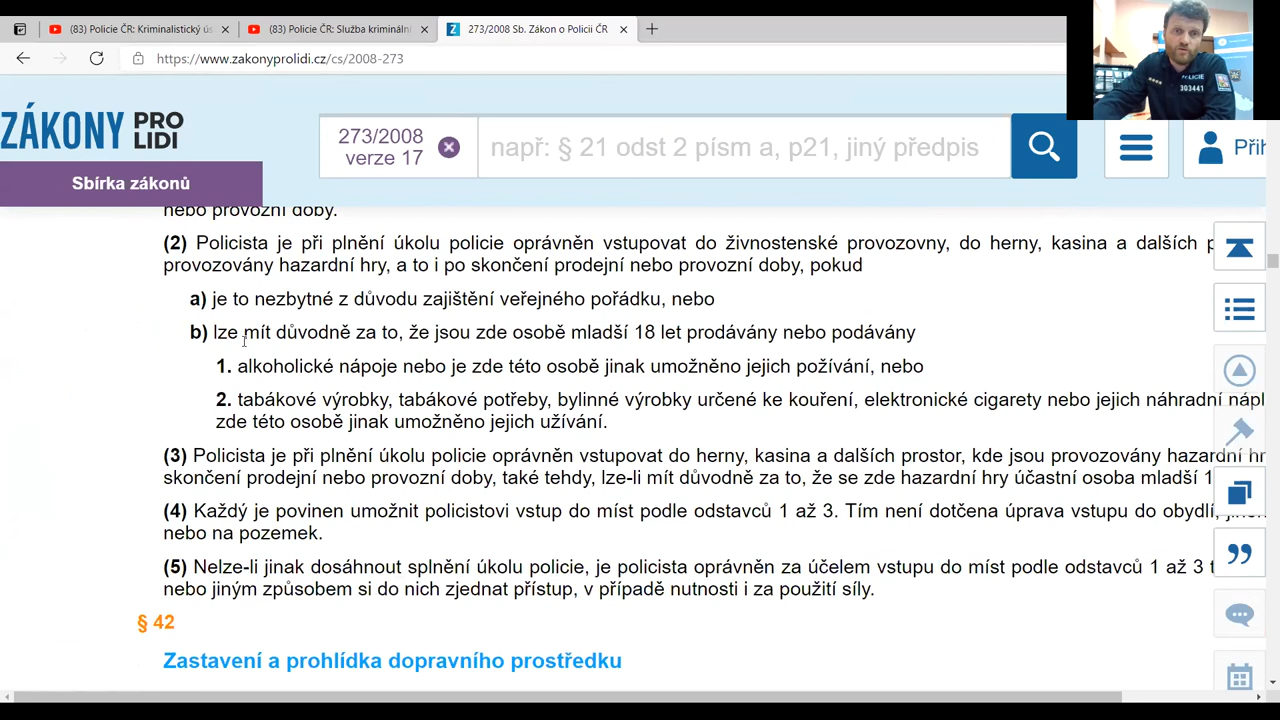 (83) Policie ČR: Kriminalistický ús
(83) Policie ČR: Služba kriminální
273/2008 Sb. Zákon o Policii ČR
https://www.zakonyprolidi.cz/cs/2008-273
POLICIE
303441
ZÁKONY PRO LIDI
273/2008
verze 17
např: § 21 odst 2 písm a, p21, jiný předpis
Přih
Sbírka zákonů
nebo provozní doby.
(2) Policista je při plnění úkolu policie oprávněn vstupovat do živnostenské provozovny, do herny, kasina a dalších p
provozovány hazardní hry, a to i po skončení prodejní nebo provozní doby, pokud
a) je to nezbytné z důvodu zajištění veřejného pořádku, nebo
b) lze mít důvodně za to, že jsou zde osobě mladší 18 let prodávány nebo podávány
1. alkoholické nápoje nebo je zde této osobě jinak umožněno jejich požívání, nebo
2. tabákové výrobky, tabákové potřeby, bylinné výrobky určené ke kouření, elektronické cigarety nebo jejich náhradní nápl
zde této osobě jinak umožněno jejich užívání.
(3) Policista je při plnění úkolu policie oprávněn vstupovat do herny, kasina a dalších prostor, kde jsou provozovány hazardní hr
skončení prodejní nebo provozní doby, také tehdy, lze-li mít důvodně za to, že se zde hazardní hry účastní osoba mladší 1
(4) Každý je povinen umožnit policistovi vstup do míst podle odstavců 1 až 3. Tím není dotčena úprava vstupu do obydlí, jiné
nebo na pozemek.
(5) Nelze-li jinak dosáhnout splnění úkolu policie, je policista oprávněn za účelem vstupu do míst podle odstavců 1 až 3 t
nebo jiným způsobem si do nich zjednat přístup, v případě nutnosti i za použití síly.
§ 42
Zastavení a prohlídka dopravního prostředku